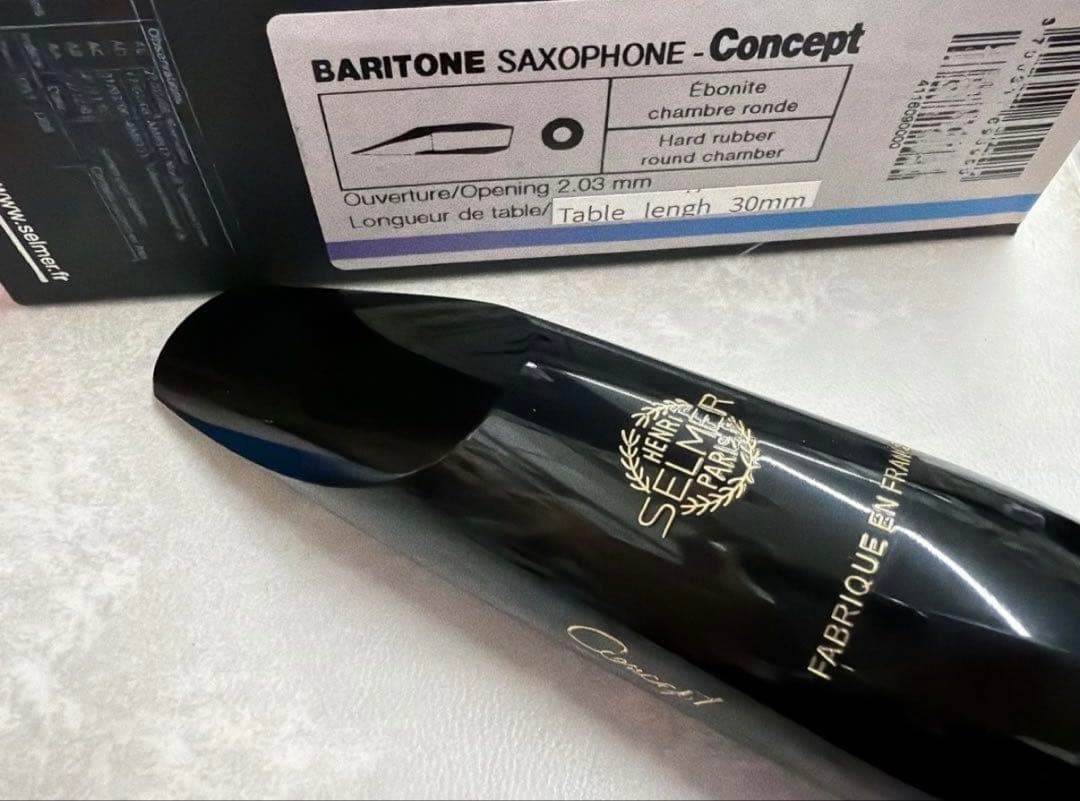 BARITONE SAXOPHONE - Concept
Ébonite
chambre ronde
Hard rubber
round chamber
Ouverture/Opening 2.03 mm
Longueur de table/ Table lengh 30mm
www.selmer.fr
HENRI
SELMER
PARIS
FABRIQUE EN FRANCE
Concept